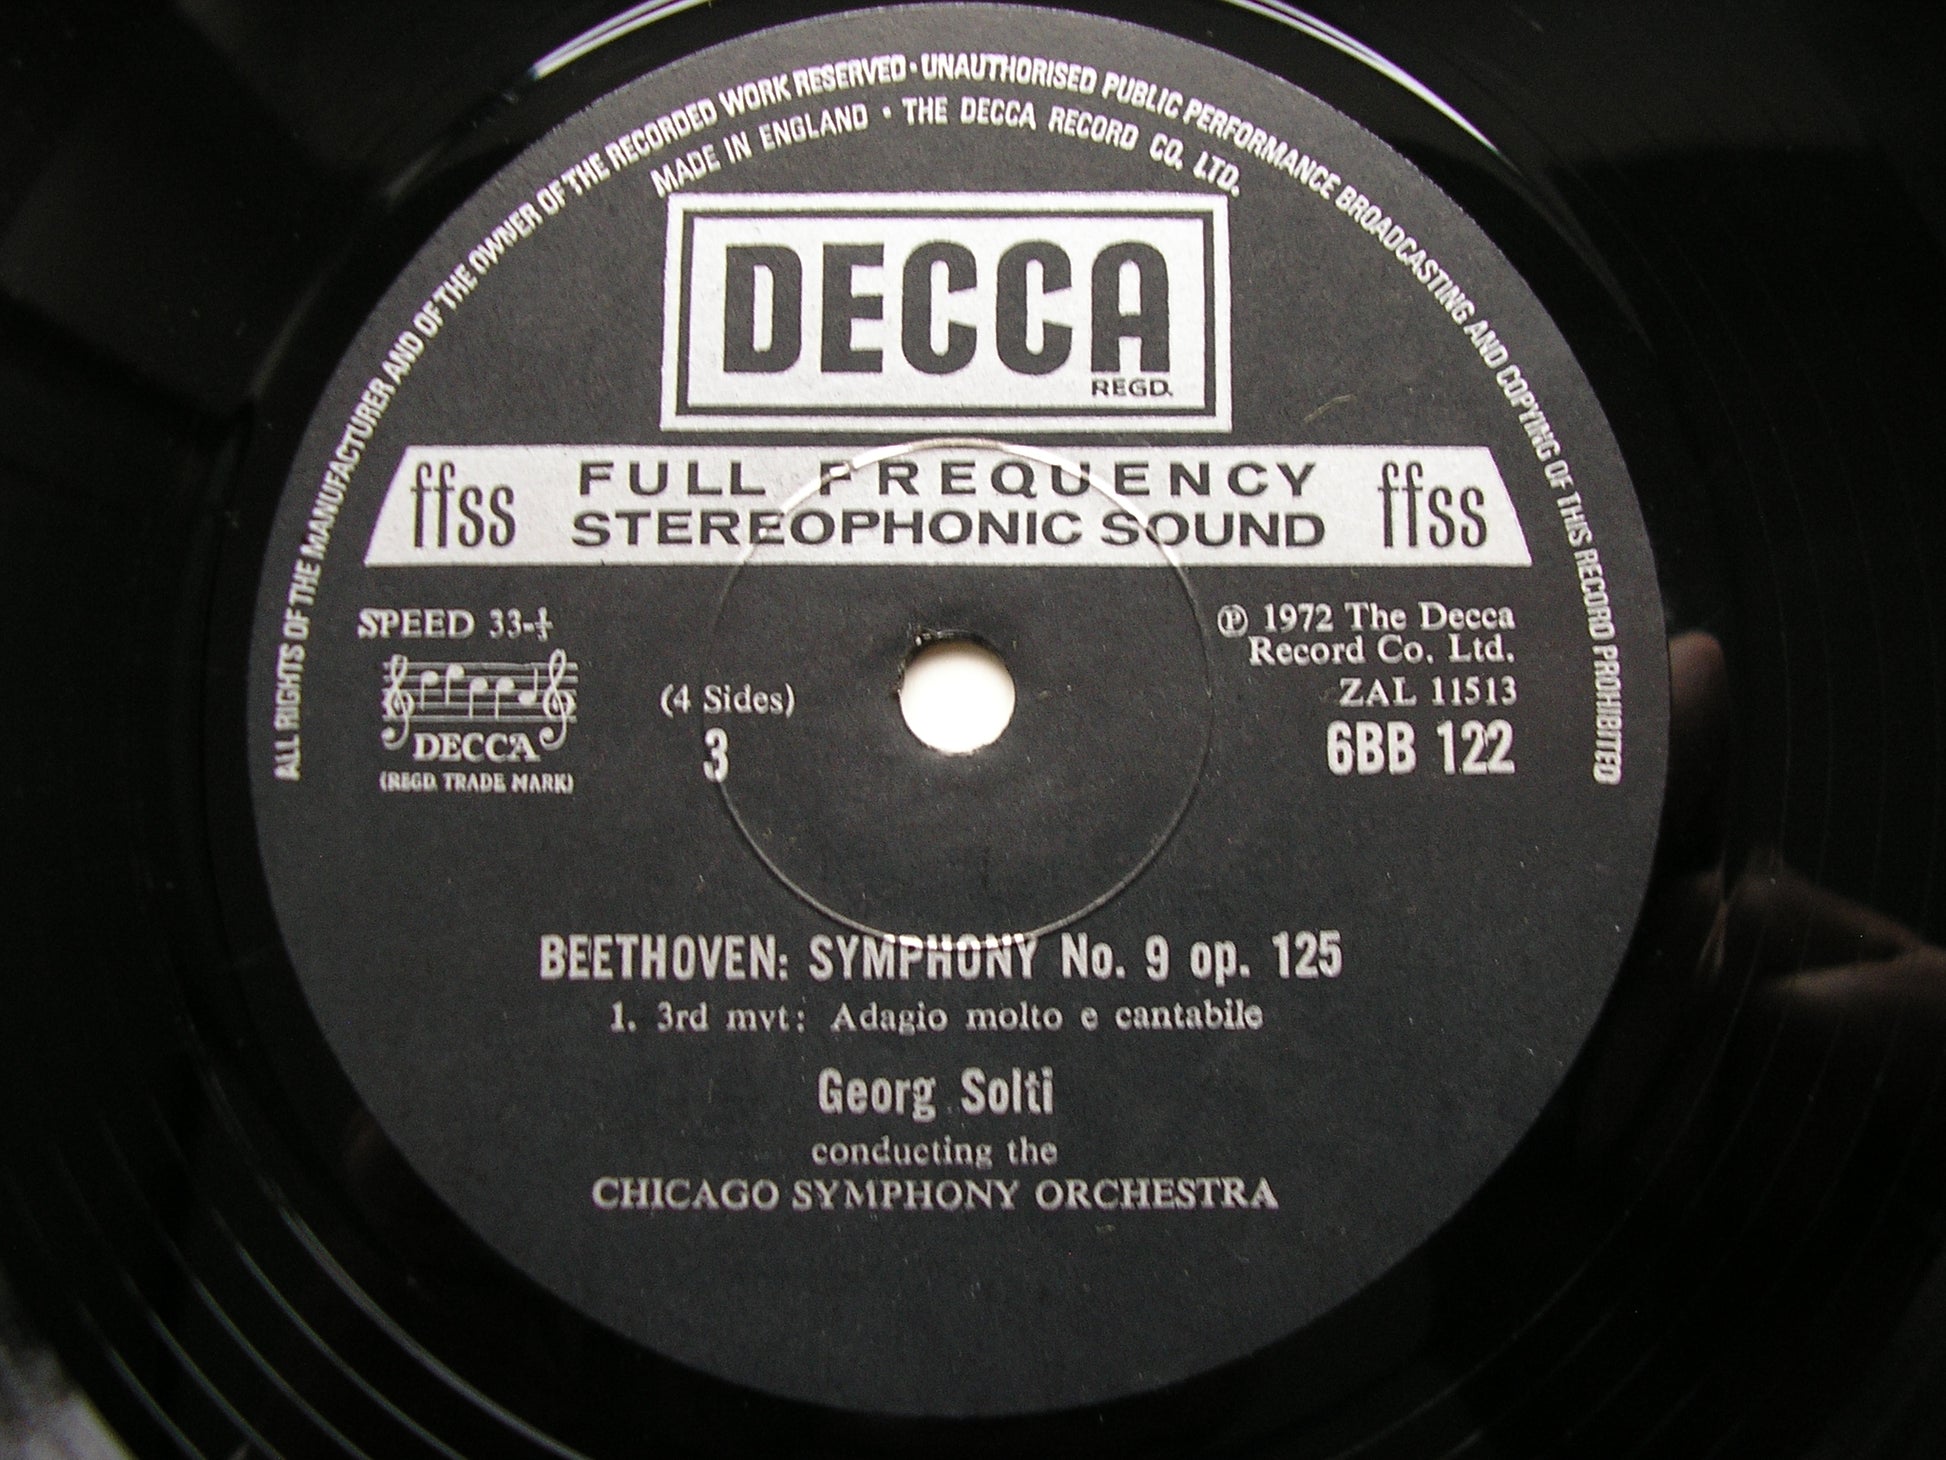 ALL RIGHTS OF THE MANUFACTURER AND OF THE OWNER OF THE RECORDED WORK RESERVED · UNAUTHORISED PUBLIC PERFORMANCE BROADCASTING AND COPYING OF THIS RECORD PROHIBITED
MADE IN ENGLAND · THE DECCA RECORD CO. LTD.
DECCA
REGD.
ffss FULL FREQUENCY ffss
STEREOPHONIC SOUND
SPEED 33-⅓
DECCA
(REGD. TRADE MARK)
(4 Sides)
3
℗ 1972 The Decca
Record Co. Ltd.
ZAL 11513
6BB 122
BEETHOVEN: SYMPHONY No. 9 op. 125
1. 3rd mvt: Adagio molto e cantabile
Georg Solti
conducting the
CHICAGO SYMPHONY ORCHESTRA